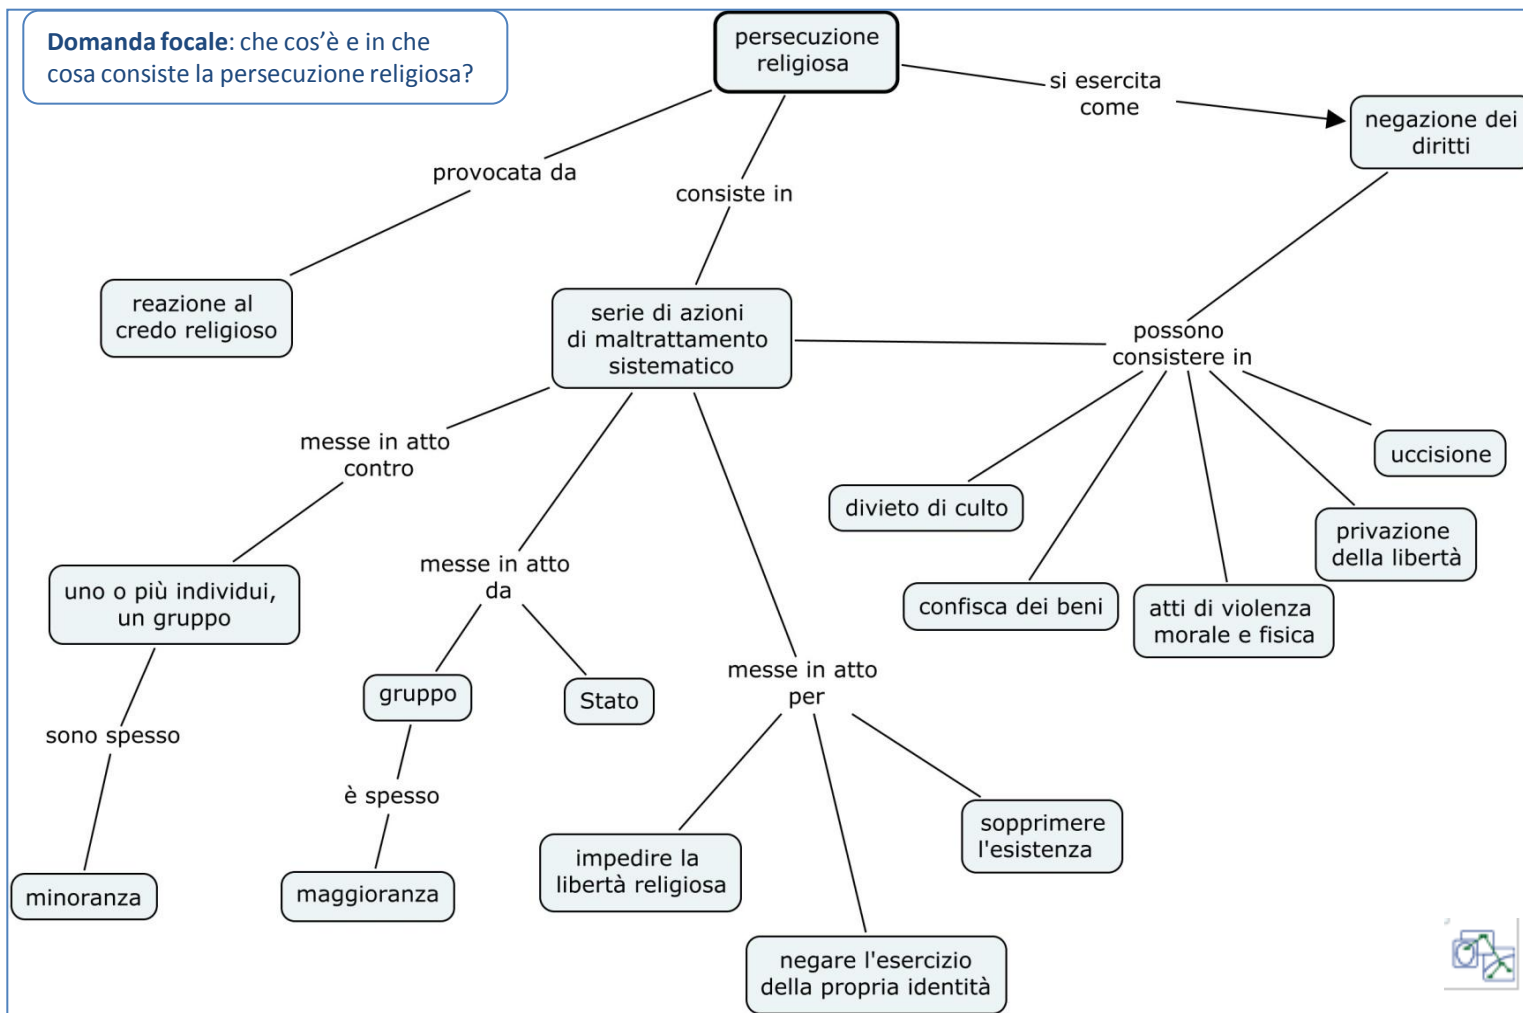 Domanda focale: che cos'è e in che
cosa consiste la persecuzione religiosa?
persecuzione
religiosa
si esercita
come
negazione dei
diritti
provocata da
consiste in
reazione al
credo religioso
serie di azioni
di maltrattamento
sistematico
possono
consistere in
messe in atto
contro
uccisione
divieto di culto
privazione
della libertà
uno o più individui,
un gruppo
messe in atto
da
confisca dei beni
atti di violenza
morale e fisica
gruppo
Stato
messe in atto
per
sono spesso
è spesso
sopprimere
l'esistenza
impedire la
libertà religiosa
minoranza
maggioranza
negare l'esercizio
della propria identità